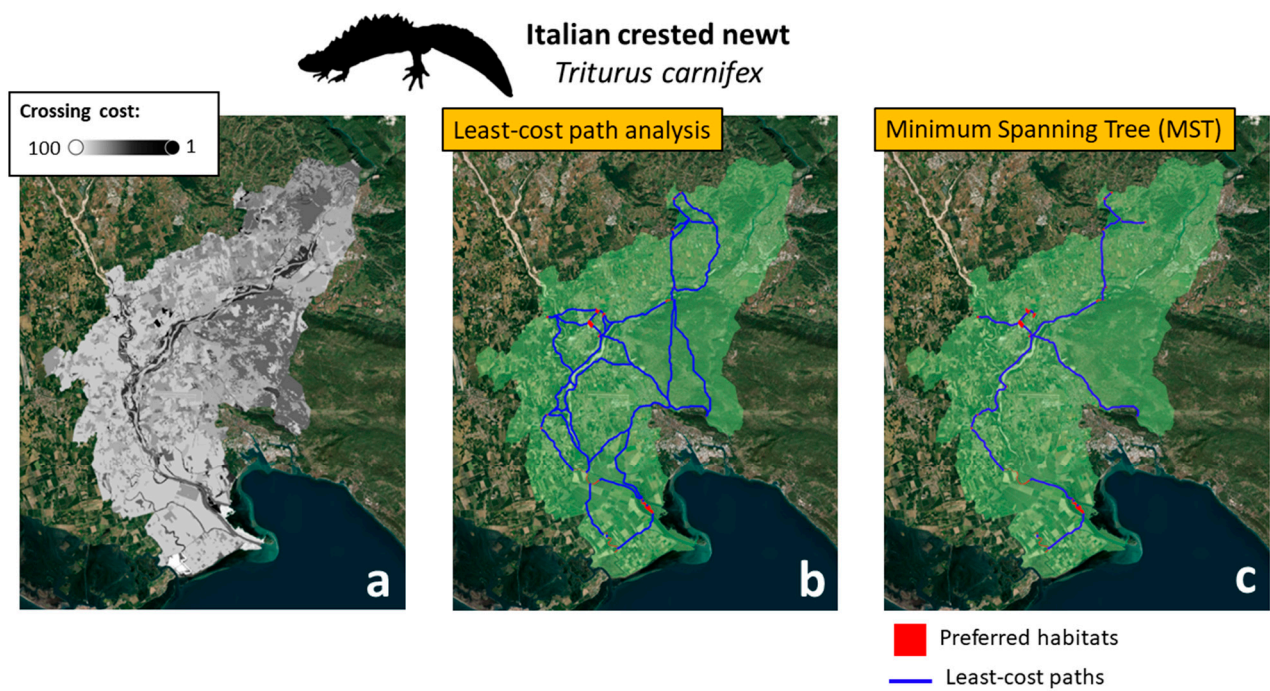 Italian crested newt
Triturus carnifex
Crossing cost:
100 1
Least-cost path analysis
Minimum Spanning Tree (MST)
a
b
c
Preferred habitats
Least-cost paths